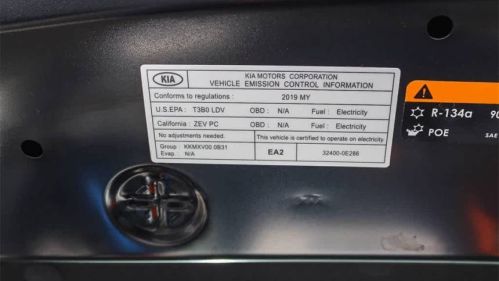 KIA
KIA MOTORS CORPORATION
VEHICLE EMISSION CONTROL INFORMATION
Conforms to regulations : 2019 MY
U.S.EPA : T3B0 LDV OBD : N/A Fuel : Electricity
California : ZEV PC OBD : N/A Fuel : Electricity
No adjustments needed. This vehicle is certified to operate on electricity
Group : KKMXV00.0B31
Evap. : N/A
EA2
32400-0E286
R-134a 90
POE SAE